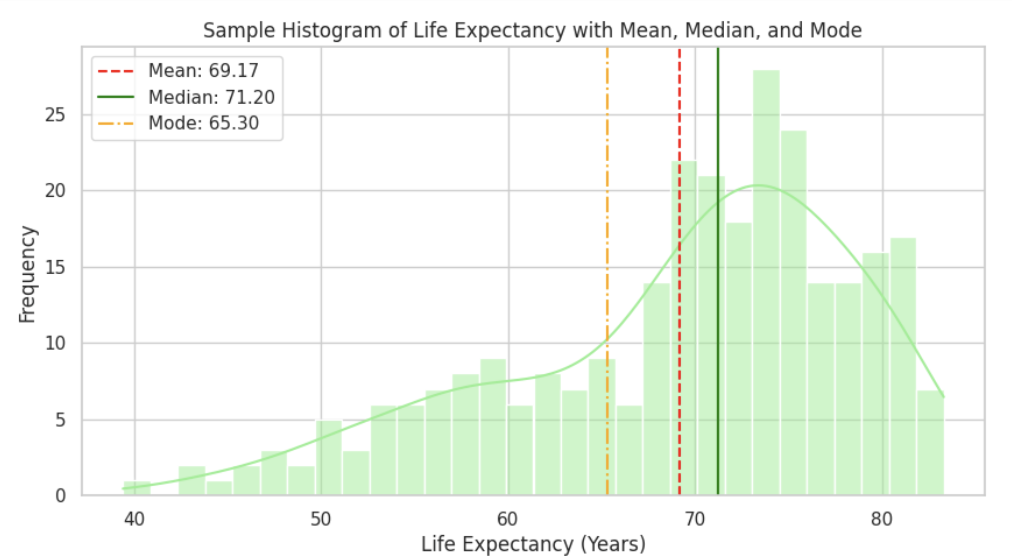 Sample Histogram of Life Expectancy with Mean, Median, and Mode
Mean: 69.17
Median: 71.20
Mode: 65.30
Frequency
25
20
15
10
5
0
40 50 60 70 80
Life Expectancy (Years)